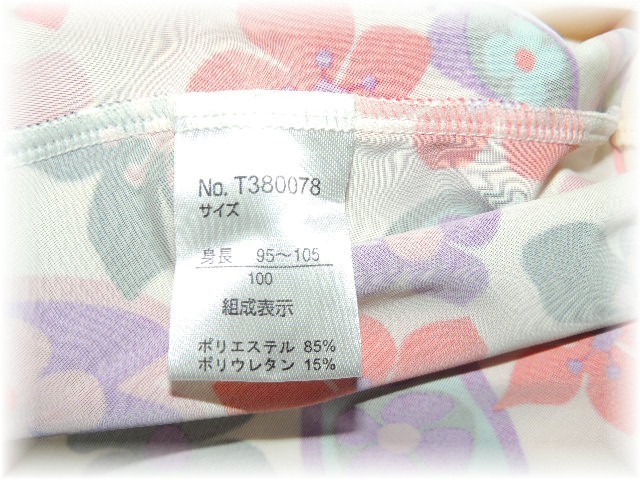 No. T380078
サイズ
身長 95～105
100
組成表示
ポリエステル 85%
ポリウレタン 15%